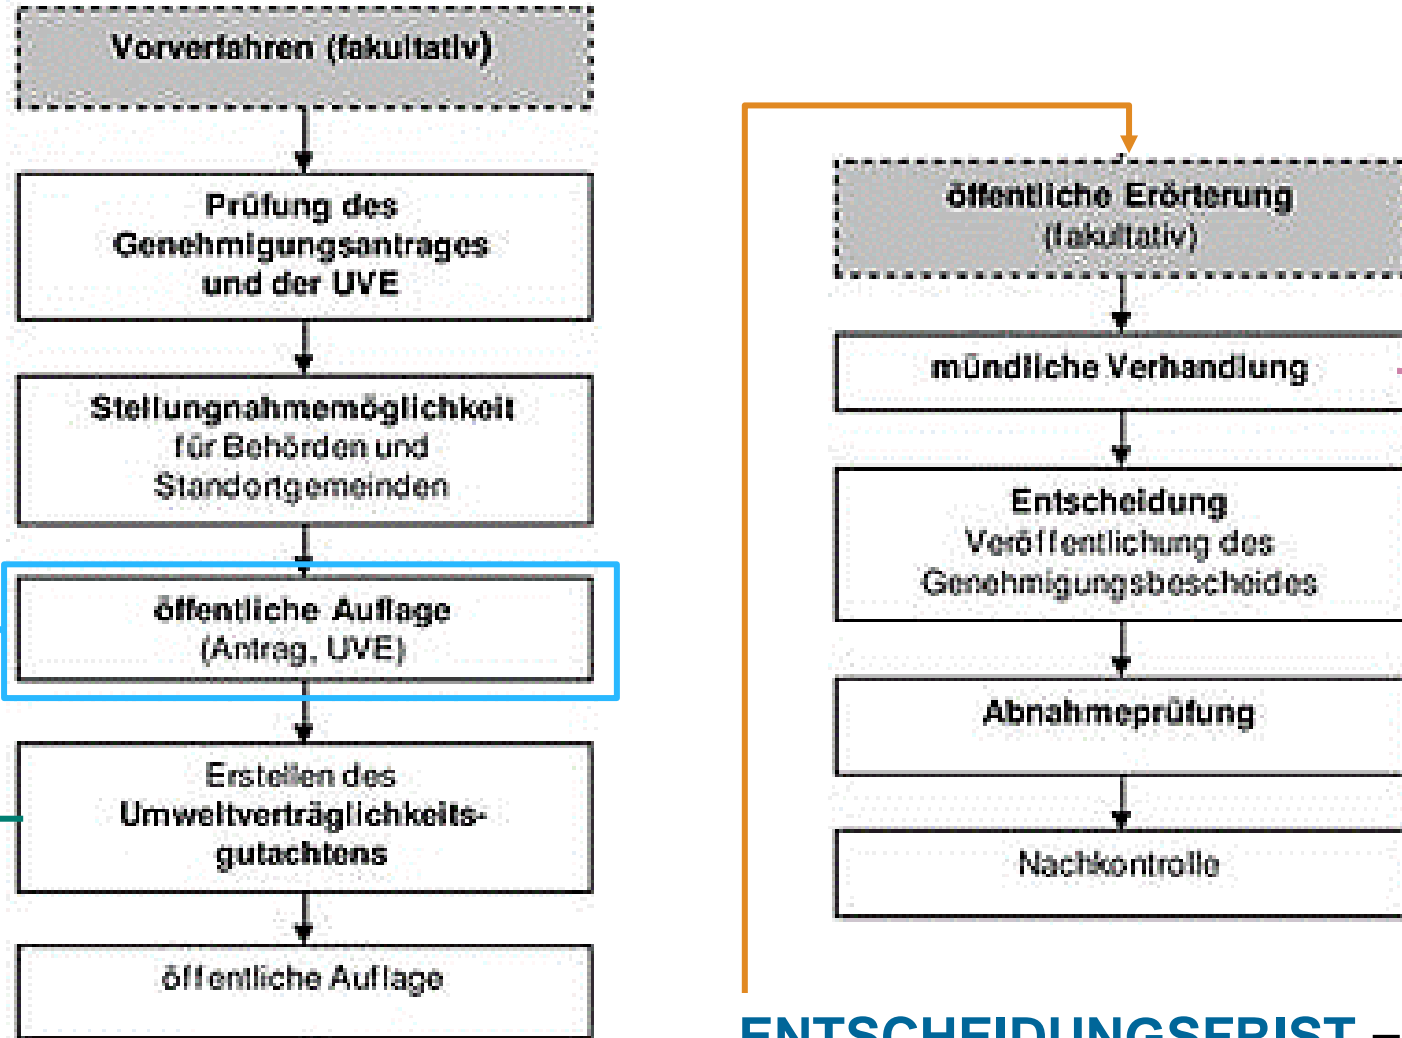 Vorverfahren (fakultativ)
Prüfung des
Genehmigungsantrages
und der UVE
Stellungnahmemöglichkeit
für Behörden und
Standortgemeinden
öffentliche Auflage
(Antrag, UVE)
Erstellen des
Umweltverträglichkeits-
gutachtens
öffentliche Auflage
öffentliche Erörterung
(fakultativ)
mündliche Verhandlung
Entscheidung
Veröffentlichung des
Genehmigungsbescheides
Abnahmeprüfung
Nachkontrolle
ENTSCHEIDUNGSFRIST –